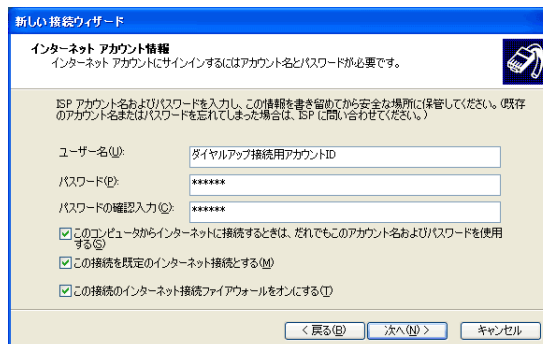 新しい接続ウィザード
インターネット アカウント情報
インターネット アカウントにサインインするにはアカウント名とパスワードが必要です。
ISP アカウント名およびパスワードを入力し、この情報を書き留めてから安全な場所に保管してください。(既存
のアカウント名またはパスワードを忘れてしまった場合は、ISP に問い合わせてください。)
ユーザー名(U): ダイヤルアップ接続用アカウントID
パスワード(P): ******
パスワードの確認入力(C): ******
このコンピュータからインターネットに接続するときは、だれでもこのアカウント名およびパスワードを使用
する(S)
この接続を既定のインターネット接続とする(M)
この接続のインターネット接続ファイアウォールをオンにする(T)
< 戻る(B) 次へ(N) > キャンセル